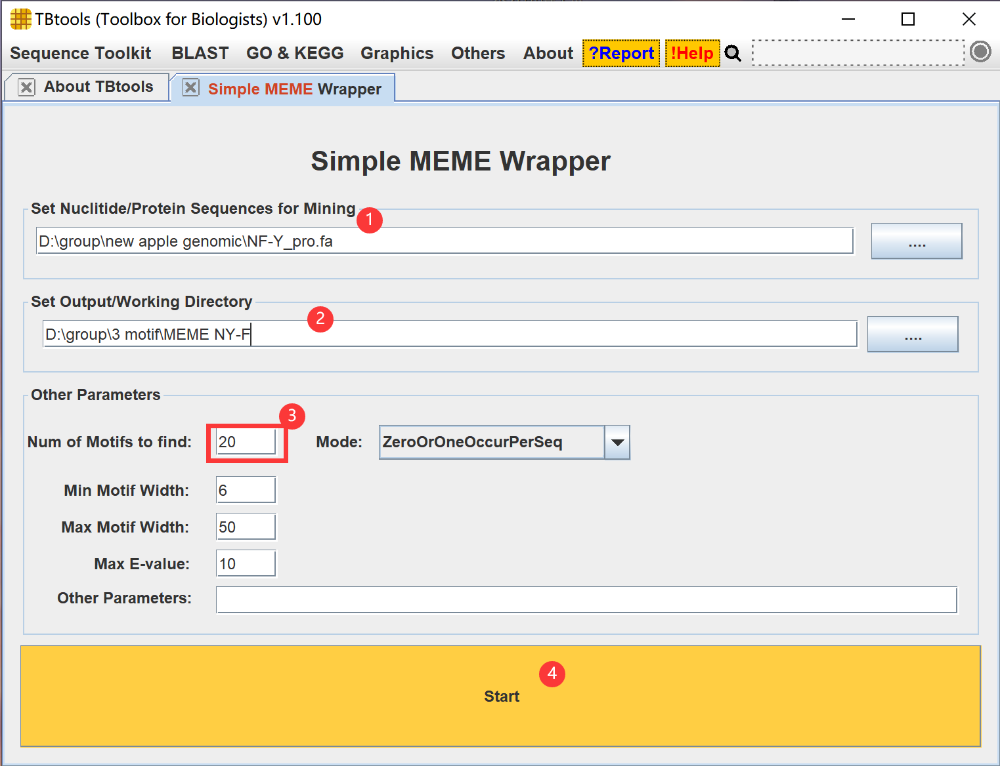 TBtools (Toolbox for Biologists) v1.100
Sequence Toolkit BLAST GO & KEGG Graphics Others About ?Report !Help
About TBtools Simple MEME Wrapper
Simple MEME Wrapper
Set Nuclitide/Protein Sequences for Mining 1
D:\group\new apple genomic\NF-Y_pro.fa ....
Set Output/Working Directory 2
D:\group\3 motif\MEME NY-F ....
Other Parameters
3
Num of Motifs to find: 20 Mode: ZeroOrOneOccurPerSeq
Min Motif Width: 6
Max Motif Width: 50
Max E-value: 10
Other Parameters:
4
Start